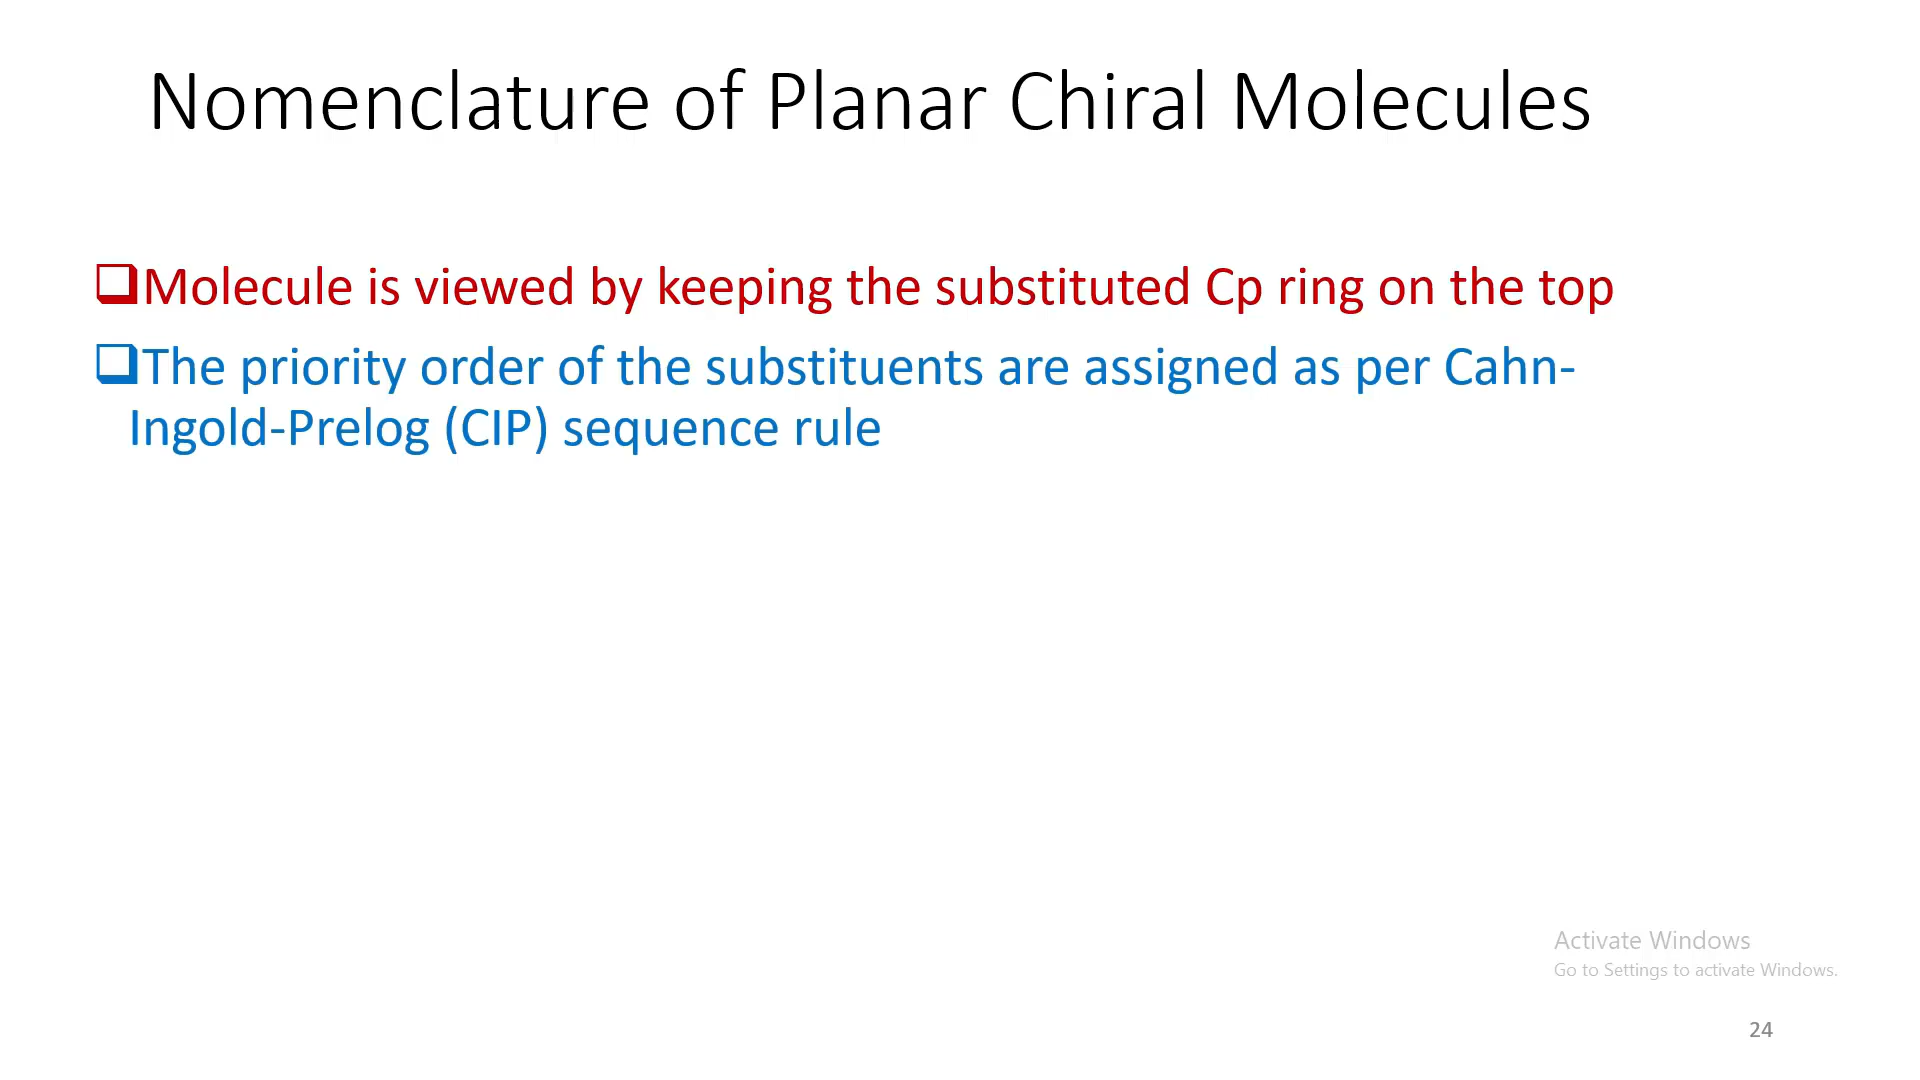 Nomenclature of Planar Chiral Molecules
❑Molecule is viewed by keeping the substituted Cp ring on the top
❑The priority order of the substituents are assigned as per Cahn-
Ingold-Prelog (CIP) sequence rule
Activate Windows
Go to Settings to activate Windows.
24